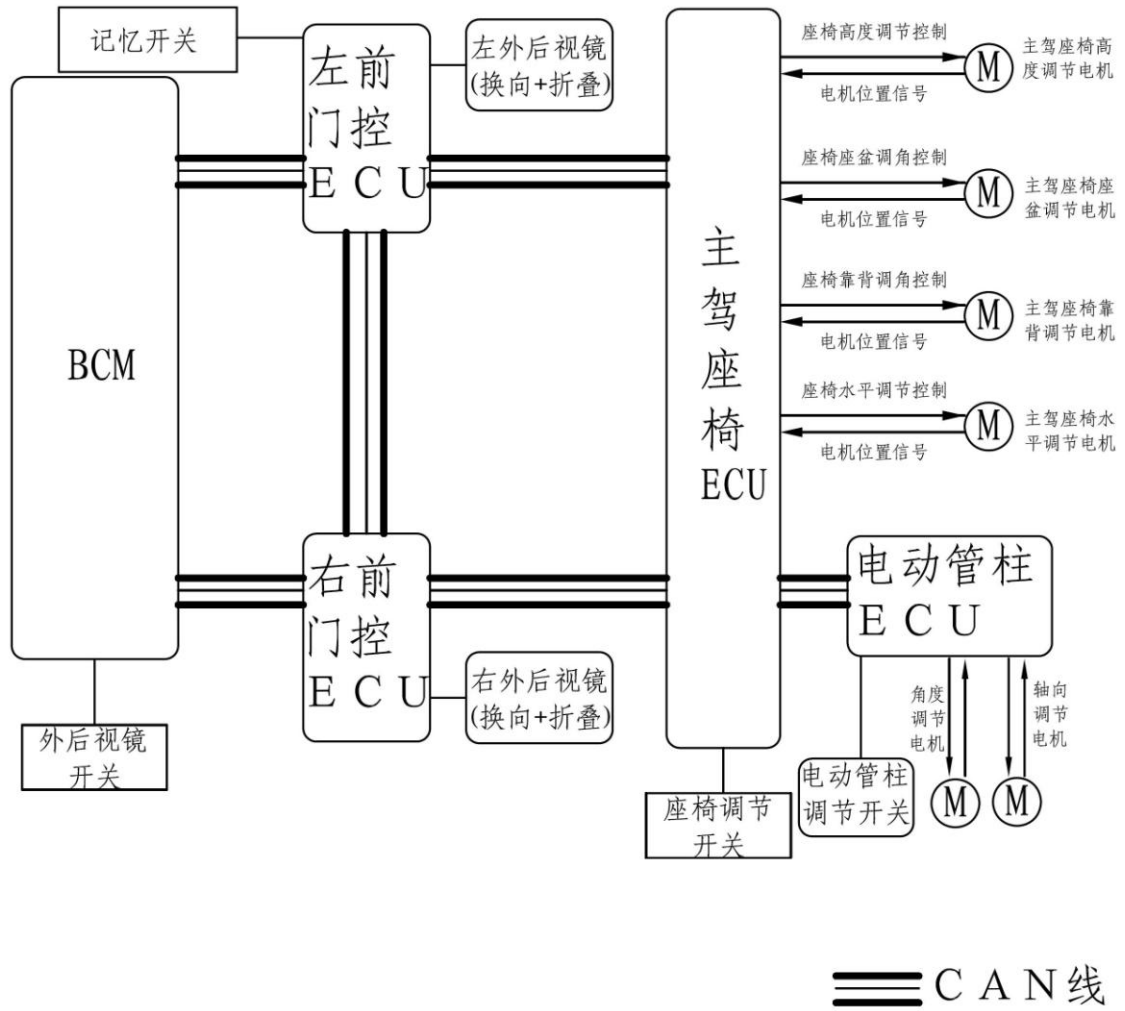 记忆开关
左前
门控
E C U
左外后视镜
(换向+折叠)
座椅高度调节控制
电机位置信号
M
主驾座椅高
度调节电机
座椅座盆调角控制
电机位置信号
M
主驾座椅座
盆调节电机
主
驾
座
椅
ECU
座椅靠背调角控制
电机位置信号
M
主驾座椅靠
背调节电机
BCM
座椅水平调节控制
电机位置信号
M
主驾座椅水
平调节电机
右前
门控
E C U
电动管柱
E C U
右外后视镜
(换向+折叠)
角度
调节
电机
轴向
调节
电机
外后视镜
开关
电动管柱
调节开关
M
M
座椅调节
开关
C A N线